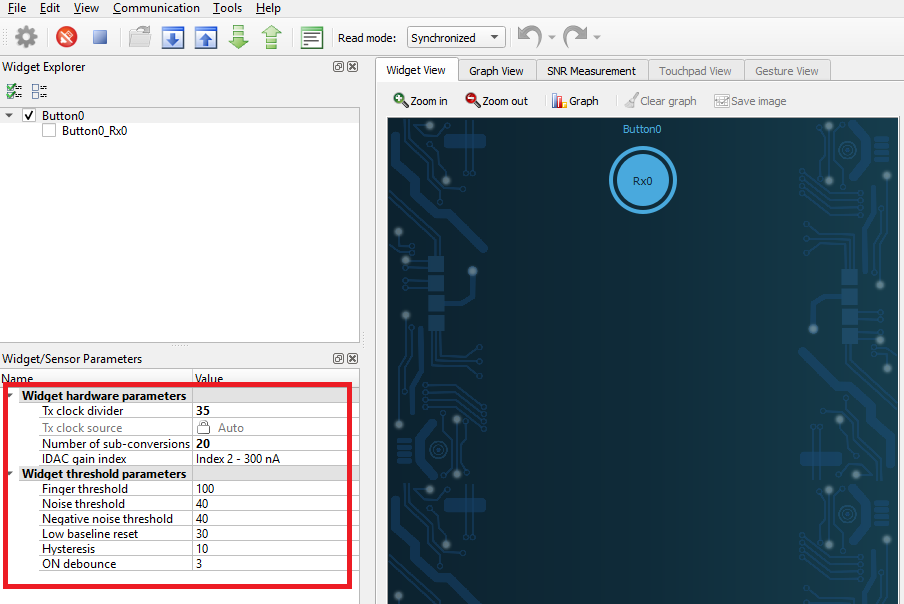 File Edit View Communication Tools Help
Read mode: Synchronized
Widget Explorer
Button0
Button0_Rx0
Widget View Graph View SNR Measurement Touchpad View Gesture View
Zoom in Zoom out Graph Clear graph Save image
Button0
Rx0
Widget/Sensor Parameters
Name Value
Widget hardware parameters
Tx clock divider 35
Tx clock source Auto
Number of sub-conversions 20
IDAC gain index Index 2 - 300 nA
Widget threshold parameters
Finger threshold 100
Noise threshold 40
Negative noise threshold 40
Low baseline reset 30
Hysteresis 10
ON debounce 3